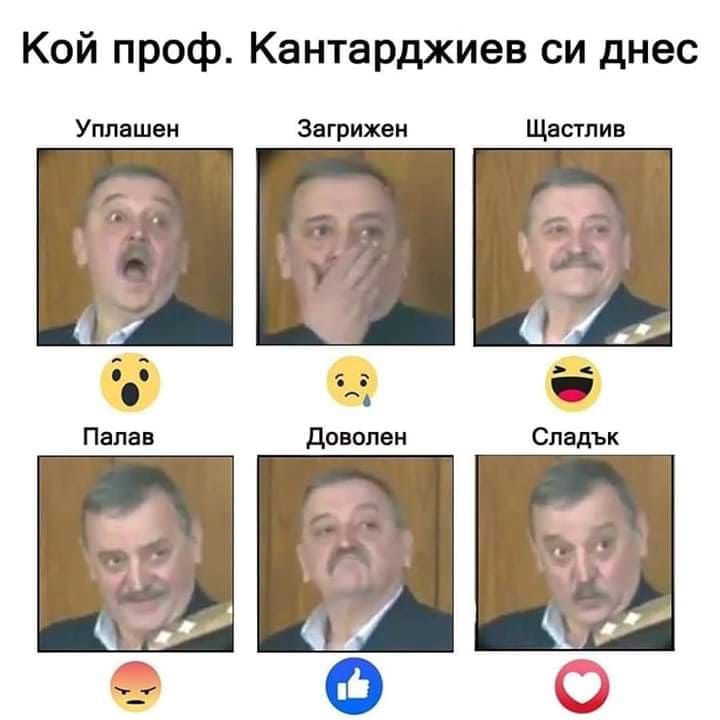 Кой проф. Кантарджиев си днес
Уплашен Загрижен Щастлив
Палав Доволен Сладък